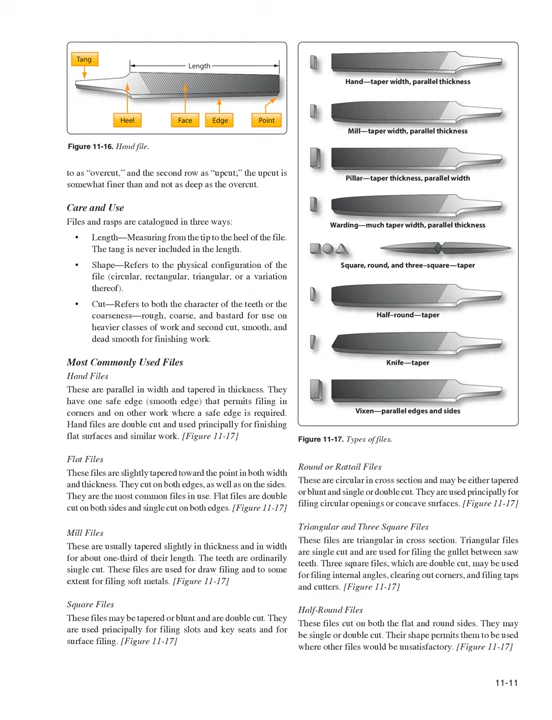 Tang
Length
Heel
Face
Edge
Point
Figure 11-16. Hand file.
to as “overcut,” and the second row as “upcut;” the upcut is
somewhat finer than and not as deep as the overcut.
Care and Use
Files and rasps are catalogued in three ways:
• Length—Measuring from the tip to the heel of the file.
The tang is never included in the length.
• Shape—Refers to the physical configuration of the
file (circular, rectangular, triangular, or a variation
thereof).
• Cut—Refers to both the character of the teeth or the
coarseness—rough, coarse, and bastard for use on
heavier classes of work and second cut, smooth, and
dead smooth for finishing work.
Most Commonly Used Files
Hand Files
These are parallel in width and tapered in thickness. They
have one safe edge (smooth edge) that permits filing in
corners and on other work where a safe edge is required.
Hand files are double cut and used principally for finishing
flat surfaces and similar work. [Figure 11-17]
Flat Files
These files are slightly tapered toward the point in both width
and thickness. They cut on both edges, as well as on the sides.
They are the most common files in use. Flat files are double
cut on both sides and single cut on both edges. [Figure 11-17]
Mill Files
These are usually tapered slightly in thickness and in width
for about one-third of their length. The teeth are ordinarily
single cut. These files are used for draw filing and to some
extent for filing soft metals. [Figure 11-17]
Square Files
These files may be tapered or blunt and are double cut. They
are used principally for filing slots and key seats and for
surface filing. [Figure 11-17]
Hand—taper width, parallel thickness
Mill—taper width, parallel thickness
Pillar—taper thickness, parallel width
Warding—much taper width, parallel thickness
Square, round, and three–square—taper
Half–round—taper
Knife—taper
Vixen—parallel edges and sides
Figure 11-17. Types of files.
Round or Rattail Files
These are circular in cross section and may be either tapered
or blunt and single or double cut. They are used principally for
filing circular openings or concave surfaces. [Figure 11-17]
Triangular and Three Square Files
These files are triangular in cross section. Triangular files
are single cut and are used for filing the gullet between saw
teeth. Three square files, which are double cut, may be used
for filing internal angles, clearing out corners, and filing taps
and cutters. [Figure 11-17]
Half-Round Files
These files cut on both the flat and round sides. They may
be single or double cut. Their shape permits them to be used
where other files would be unsatisfactory. [Figure 11-17]
11-11